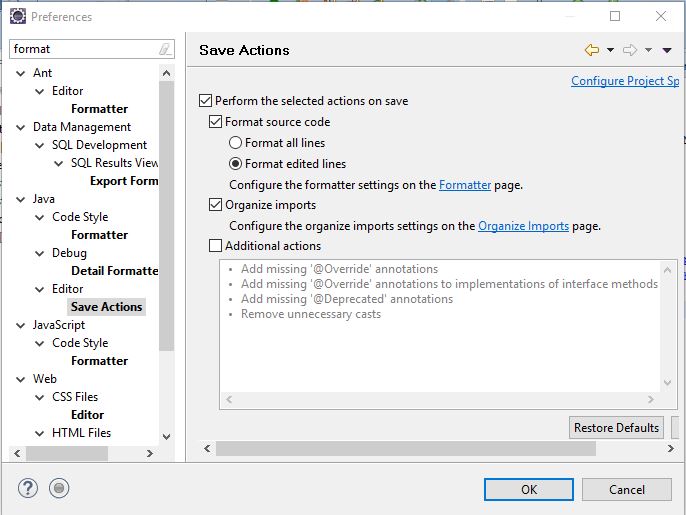 Preferences
format
Ant
Editor
Formatter
Data Management
SQL Development
SQL Results View
Export Form
Java
Code Style
Formatter
Debug
Detail Formatte
Editor
Save Actions
JavaScript
Code Style
Formatter
Web
CSS Files
Editor
HTML Files
Save Actions
Configure Project Sp
Perform the selected actions on save
Format source code
Format all lines
Format edited lines
Configure the formatter settings on the Formatter page.
Organize imports
Configure the organize imports settings on the Organize Imports page.
Additional actions
• Add missing '@Override' annotations
• Add missing '@Override' annotations to implementations of interface methods
• Add missing '@Deprecated' annotations
• Remove unnecessary casts
Restore Defaults
?
OK
Cancel